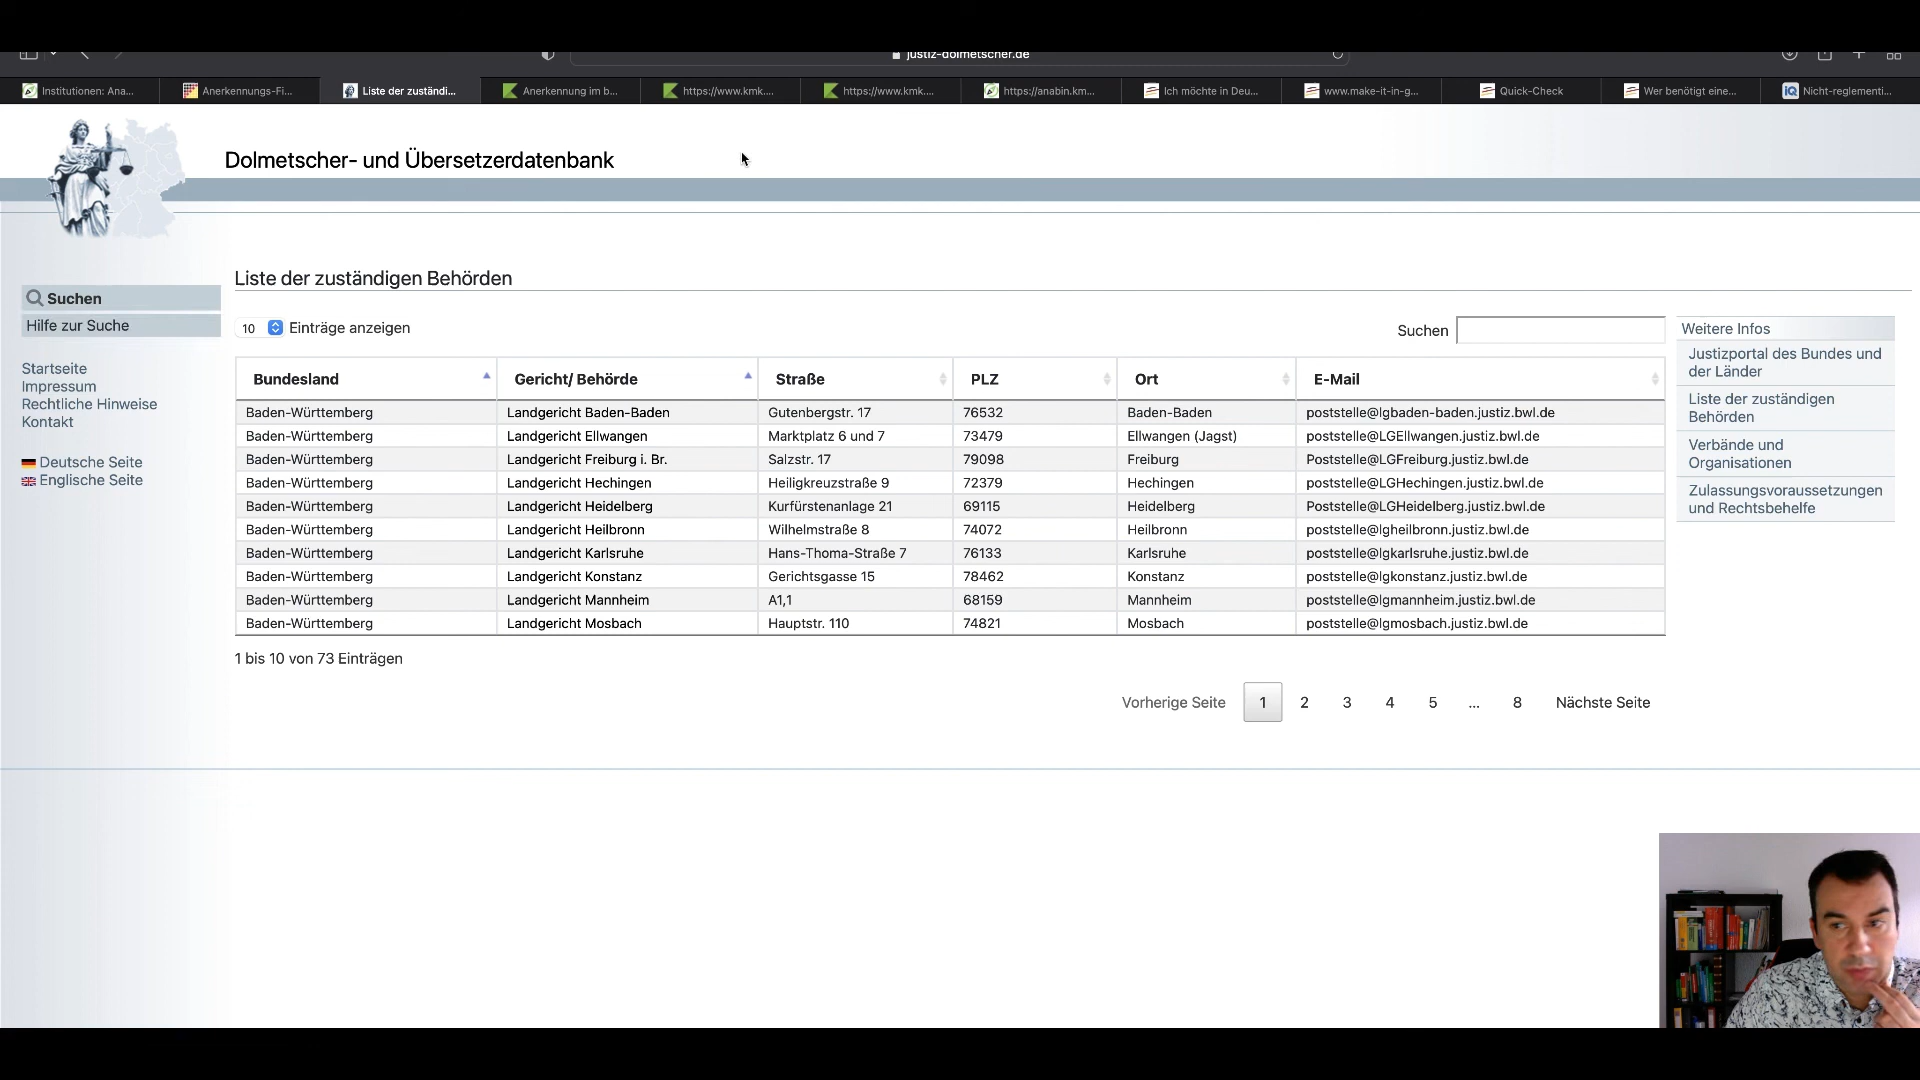 justiz-dolmetscher.de
Institutionen: Ana...
Anerkennungs-Fi...
Liste der zuständi...
Anerkennung im b...
https://www.kmk....
https://www.kmk....
https://anabin.km...
Ich möchte in Deu...
www.make-it-in-g...
Quick-Check
Wer benötigt eine...
Nicht-reglementi...
Dolmetscher- und Übersetzerdatenbank
Suchen
Hilfe zur Suche
Startseite
Impressum
Rechtliche Hinweise
Kontakt
Deutsche Seite
Englische Seite
Liste der zuständigen Behörden
10 Einträge anzeigen
Suchen
Bundesland Gericht/ Behörde Straße PLZ Ort E-Mail
Baden-Württemberg Landgericht Baden-Baden Gutenbergstr. 17 76532 Baden-Baden poststelle@lgbaden-baden.justiz.bwl.de
Baden-Württemberg Landgericht Ellwangen Marktplatz 6 und 7 73479 Ellwangen (Jagst) poststelle@LGEllwangen.justiz.bwl.de
Baden-Württemberg Landgericht Freiburg i. Br. Salzstr. 17 79098 Freiburg Poststelle@LGFreiburg.justiz.bwl.de
Baden-Württemberg Landgericht Hechingen Heiligkreuzstraße 9 72379 Hechingen poststelle@LGHechingen.justiz.bwl.de
Baden-Württemberg Landgericht Heidelberg Kurfürstenanlage 21 69115 Heidelberg Poststelle@LGHeidelberg.justiz.bwl.de
Baden-Württemberg Landgericht Heilbronn Wilhelmstraße 8 74072 Heilbronn poststelle@lgheilbronn.justiz.bwl.de
Baden-Württemberg Landgericht Karlsruhe Hans-Thoma-Straße 7 76133 Karlsruhe poststelle@lgkarlsruhe.justiz.bwl.de
Baden-Württemberg Landgericht Konstanz Gerichtsgasse 15 78462 Konstanz poststelle@lgkonstanz.justiz.bwl.de
Baden-Württemberg Landgericht Mannheim A1,1 68159 Mannheim poststelle@lgmannheim.justiz.bwl.de
Baden-Württemberg Landgericht Mosbach Hauptstr. 110 74821 Mosbach poststelle@lgmosbach.justiz.bwl.de
1 bis 10 von 73 Einträgen
Vorherige Seite 1 2 3 4 5 ... 8 Nächste Seite
Weitere Infos
Justizportal des Bundes und
der Länder
Liste der zuständigen
Behörden
Verbände und
Organisationen
Zulassungsvoraussetzungen
und Rechtsbehelfe